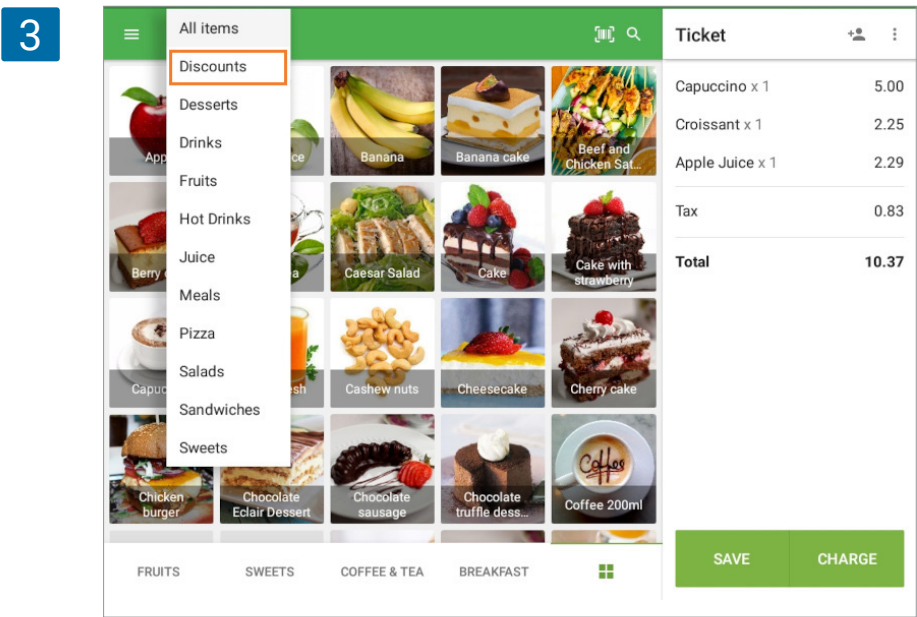 3
All items
Discounts
Desserts
Drinks
Fruits
Hot Drinks
Juice
Meals
Pizza
Salads
Sandwiches
Sweets
Banana
Banana cake
Beef and
Chicken Sat...
Caesar Salad
Cake
Cake with
strawberry
Cashew nuts
Cheesecake
Cherry cake
Chicken
burger
Chocolate
Eclair Dessert
Chocolate
sausage
Chocolate
truffle dess...
Coffee
Coffee 200ml
FRUITS SWEETS COFFEE & TEA BREAKFAST
Ticket
Capuccino x 1 5.00
Croissant x 1 2.25
Apple Juice x 1 2.29
Tax 0.83
Total 10.37
SAVE CHARGE